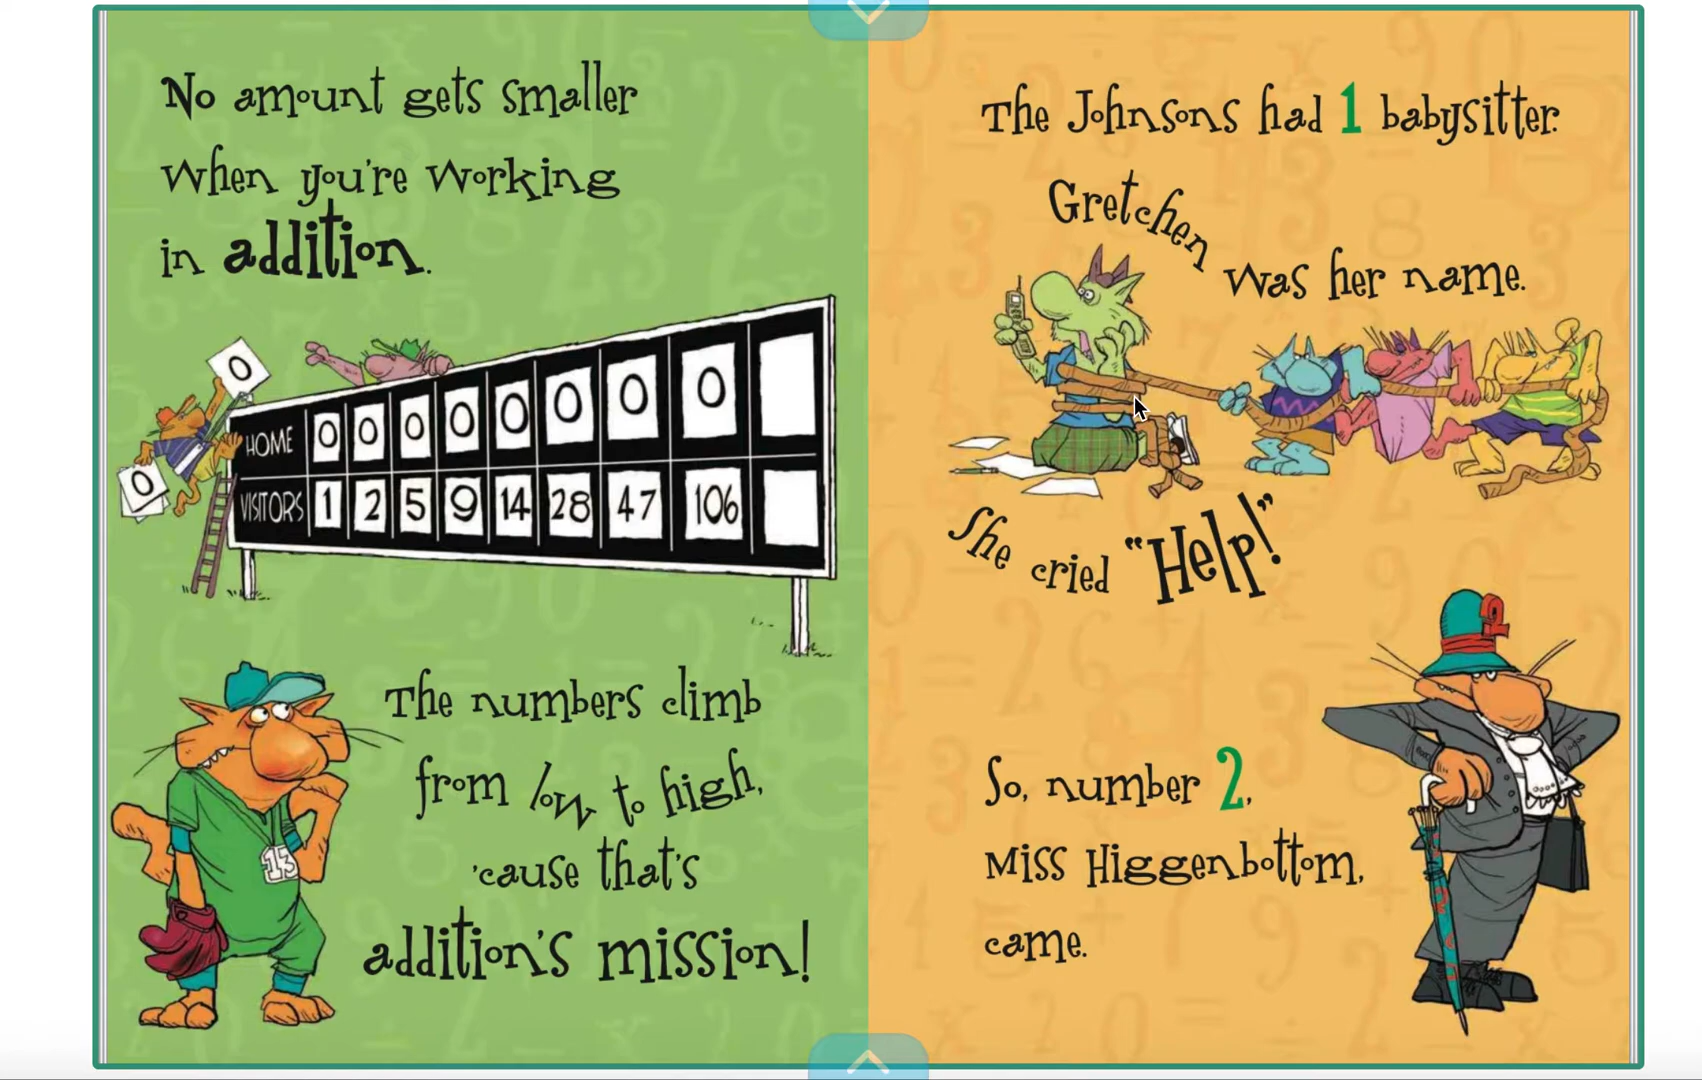 No amount gets smaller
when you're working
in addition.
0
0
HOME 0 0 0 0 0 0 0 0
VISITORS 1 2 5 9 14 28 47 106
13
The numbers climb
from low to high,
'cause that's
addition's mission!
The Johnsons had 1 babysitter.
Gretchen was her name.
She cried "Help!"
2
So, number 2,
Miss Higgenbottom,
came.